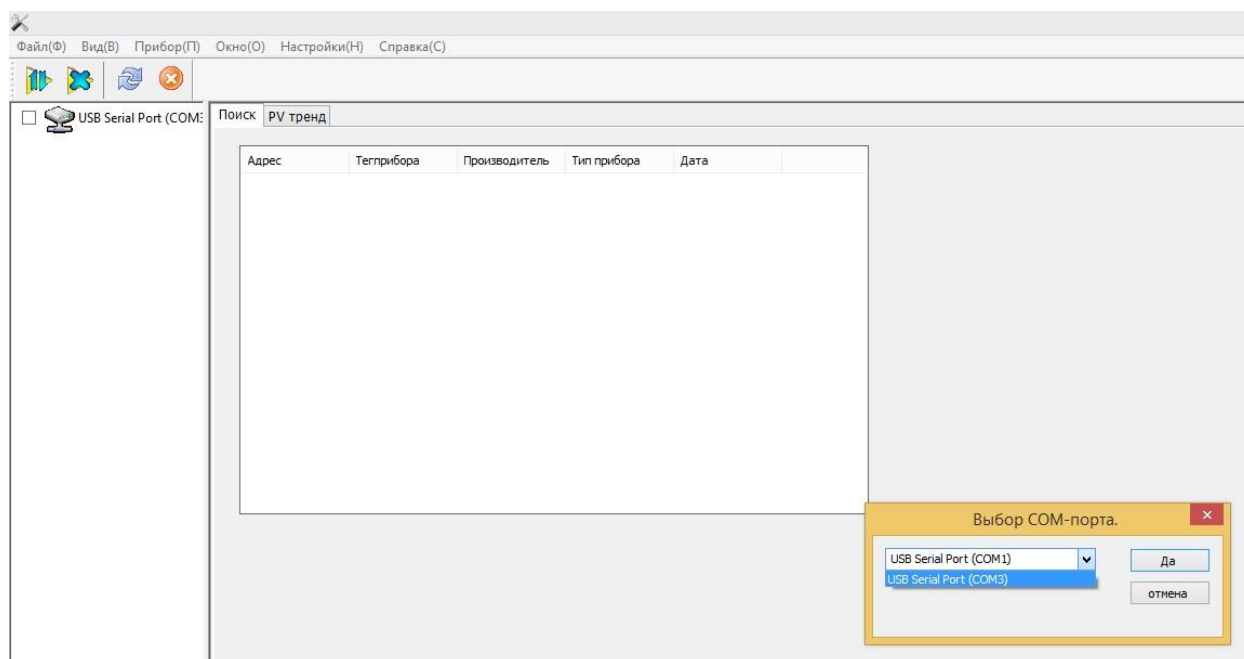 Файл(Ф) Вид(В) Прибор(П) Окно(О) Настройки(Н) Справка(С)
USB Serial Port (COM3
Поиск PV тренд
Адрес Тегприбора Производитель Тип прибора Дата
Выбор COM-порта.
USB Serial Port (COM1) Да
USB Serial Port (COM3)
отмена